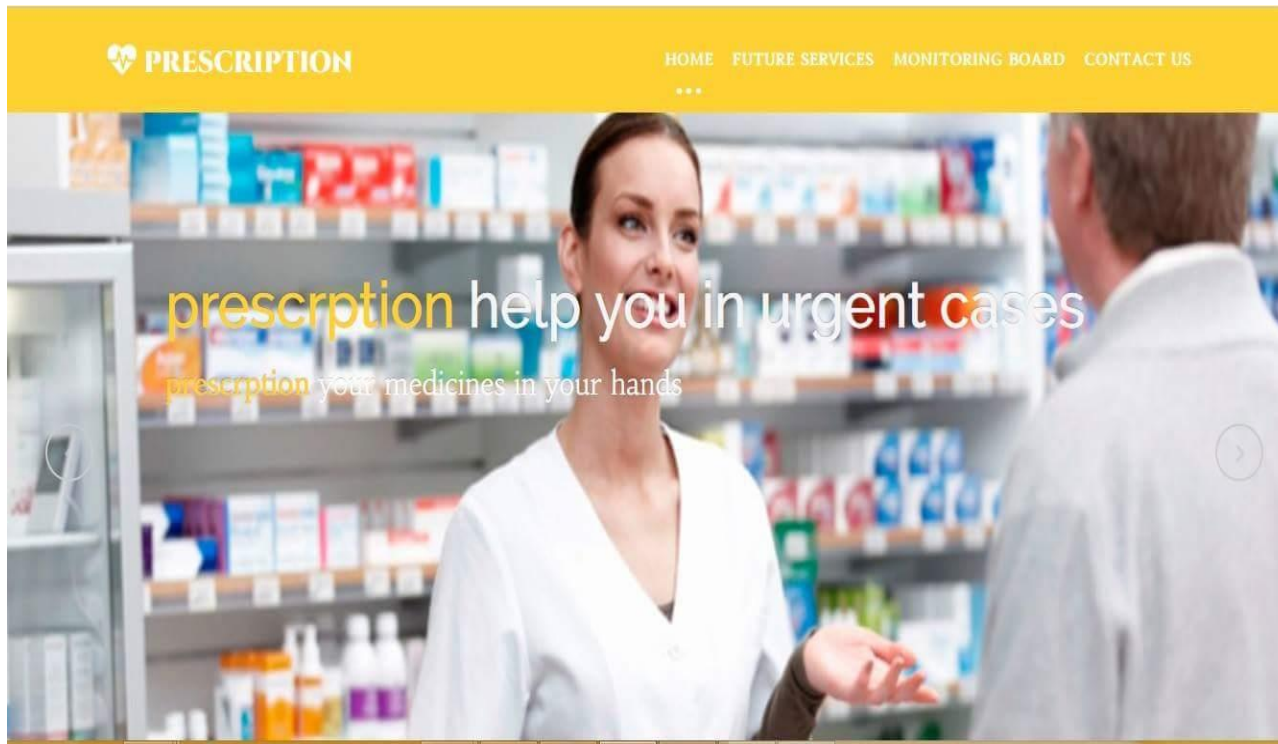 PRESCRIPTION
HOME FUTURE SERVICES MONITORING BOARD CONTACT US
prescrption help you in urgent cases
prescrption your medicines in your hands